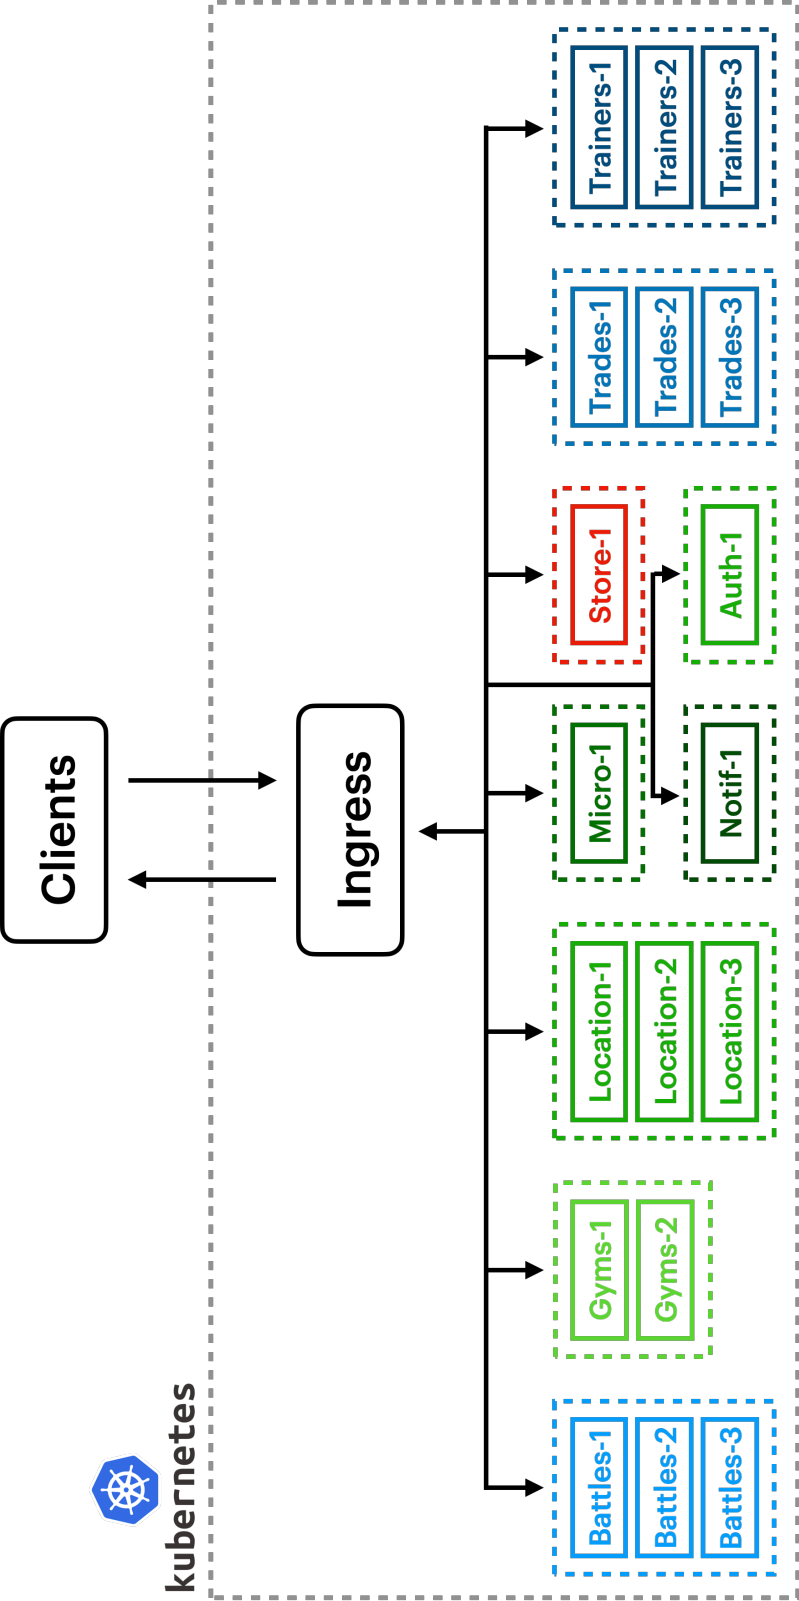 kubernetes
Clients
Ingress
Battles-1
Battles-2
Battles-3
Gyms-1
Gyms-2
Location-1
Location-2
Location-3
Micro-1
Notif-1
Store-1
Auth-1
Trades-1
Trades-2
Trades-3
Trainers-1
Trainers-2
Trainers-3